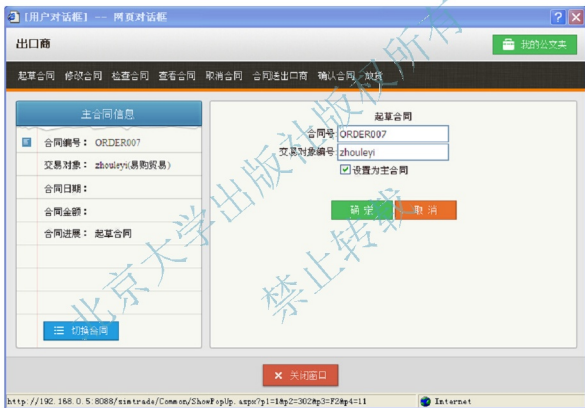 [用户对话框] -- 网页对话框
出口商
我的公文夹
起草合同 修改合同 检查合同 查看合同 取消合同 合同送出口商 确认合同 放货
主合同信息
合同编号： ORDER007
交易对象： zhouleyi(易购贸易)
合同日期：
合同金额：
合同进展： 起草合同
切换合同
起草合同
合同号 ORDER007
交易对象编号 zhouleyi
设置为主合同
确 定 取 消
关闭窗口
http://192.168.0.5:8088/simtrade/Common/ShowPopUp.aspx?p1=1&p2=302&p3=F2&p4=11 Internet
北京大学出版社版权所有
禁止转载